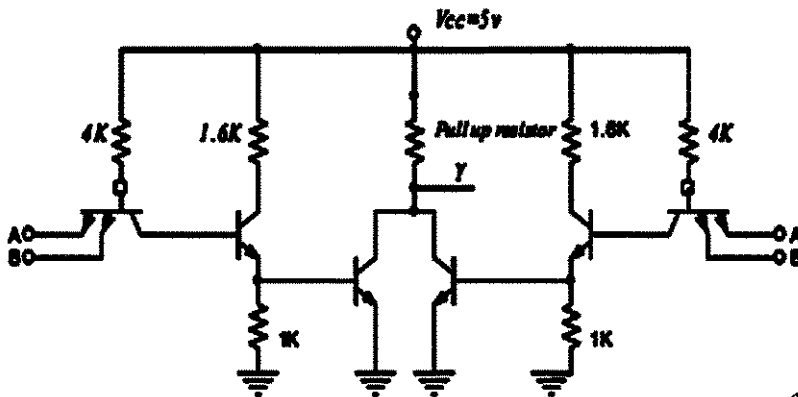 Vcc=5v
4K
1.6K
Pull up resistor
1.6K
4K
Y
A
B
A
B
1K
1K